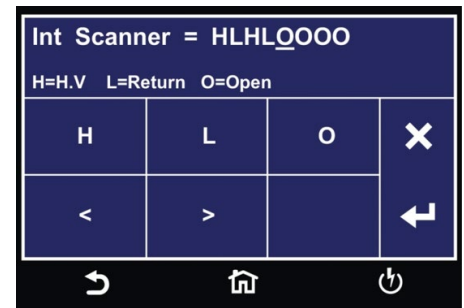 Int Scanner = HLHLOOOO
H=H.V L=Return O=Open
H L O
< >